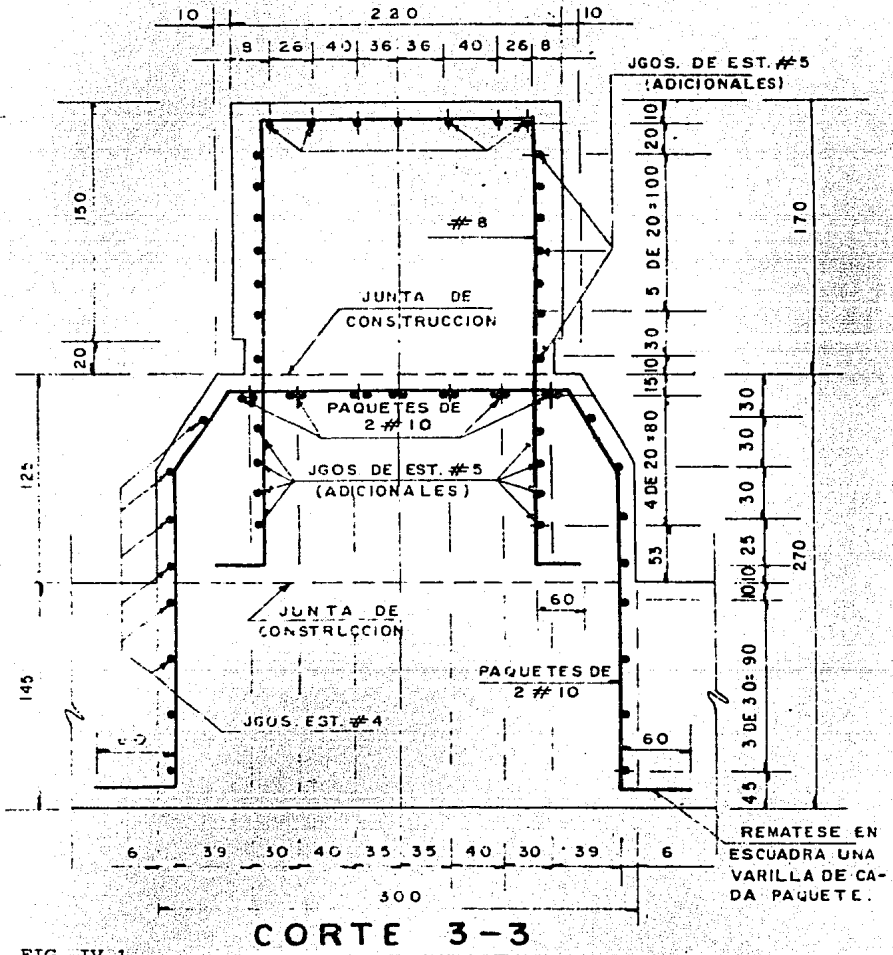 10 220 10
8 26 40 36 36 40 26 8
JGOS. DE EST. #5
(ADICIONALES)
10
20
5 DE 20=100
30
10
15
4 DE 20=80
55
150
20
125
145
170
270
#8
JUNTA DE
CONSTRUCCION
PAQUETES DE
2 #10
JGOS. DE EST. #5
(ADICIONALES)
30
30
30
25
10
10
3 DE 30=90
45
JUNTA DE
CONSTRUCCION
60
PAQUETES DE
2 #10
JGOS. EST. #4
60
REMATESE EN
ESCUADRA UNA
VARILLA DE CA-
DA PAQUETE.
6 39 30 40 35 35 40 30 39 6
300
CORTE 3-3
FIG. IV.1